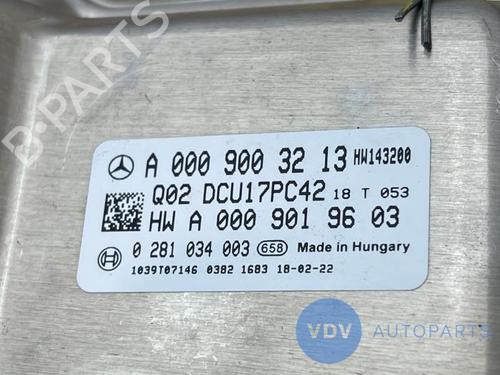 B-PARTS
A 000 900 32 13 HW143200
Q02 DCU17PC42 18 T 053
HW A 000 901 96 03
0 281 034 003 658 Made in Hungary
1039T07146 0382 1683 18-02-22
VDV AUTOPARTS